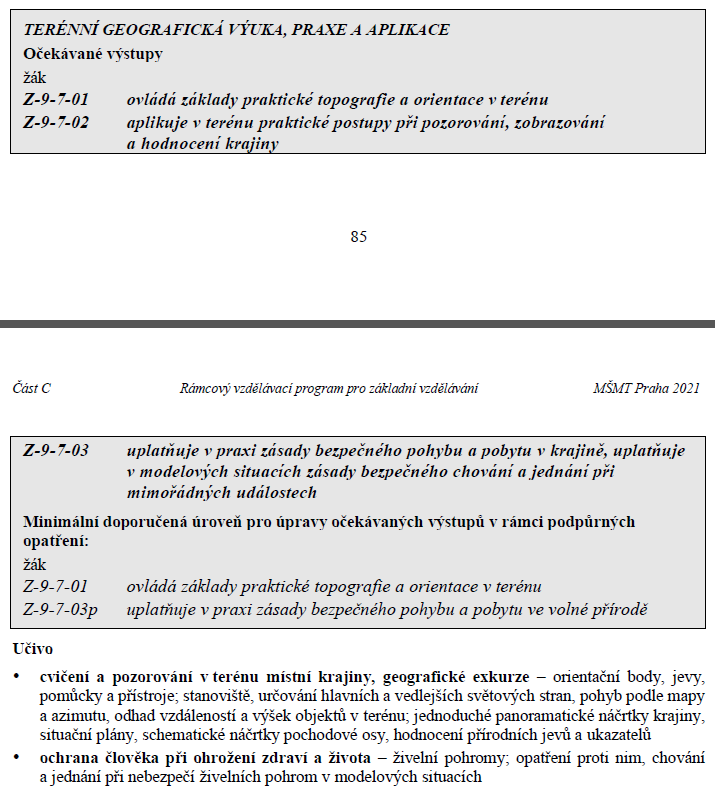 TERÉNNÍ GEOGRAFICKÁ VÝUKA, PRAXE A APLIKACE
Očekávané výstupy
žák
Z-9-7-01 ovládá základy praktické topografie a orientace v terénu
Z-9-7-02 aplikuje v terénu praktické postupy při pozorování, zobrazování
a hodnocení krajiny
85
Část C Rámcový vzdělávací program pro základní vzdělávání MŠMT Praha 2021
Z-9-7-03 uplatňuje v praxi zásady bezpečného pohybu a pobytu v krajině, uplatňuje
v modelových situacích zásady bezpečného chování a jednání při
mimořádných událostech
Minimální doporučená úroveň pro úpravy očekávaných výstupů v rámci podpůrných
opatření:
žák
Z-9-7-01 ovládá základy praktické topografie a orientace v terénu
Z-9-7-03p uplatňuje v praxi zásady bezpečného pohybu a pobytu ve volné přírodě
Učivo
• cvičení a pozorování v terénu místní krajiny, geografické exkurze – orientační body, jevy,
pomůcky a přístroje; stanoviště, určování hlavních a vedlejších světových stran, pohyb podle mapy
a azimutu, odhad vzdáleností a výšek objektů v terénu; jednoduché panoramatické náčrtky krajiny,
situační plány, schematické náčrtky pochodové osy, hodnocení přírodních jevů a ukazatelů
• ochrana člověka při ohrožení zdraví a života – živelní pohromy; opatření proti nim, chování
a jednání při nebezpečí živelních pohrom v modelových situacích